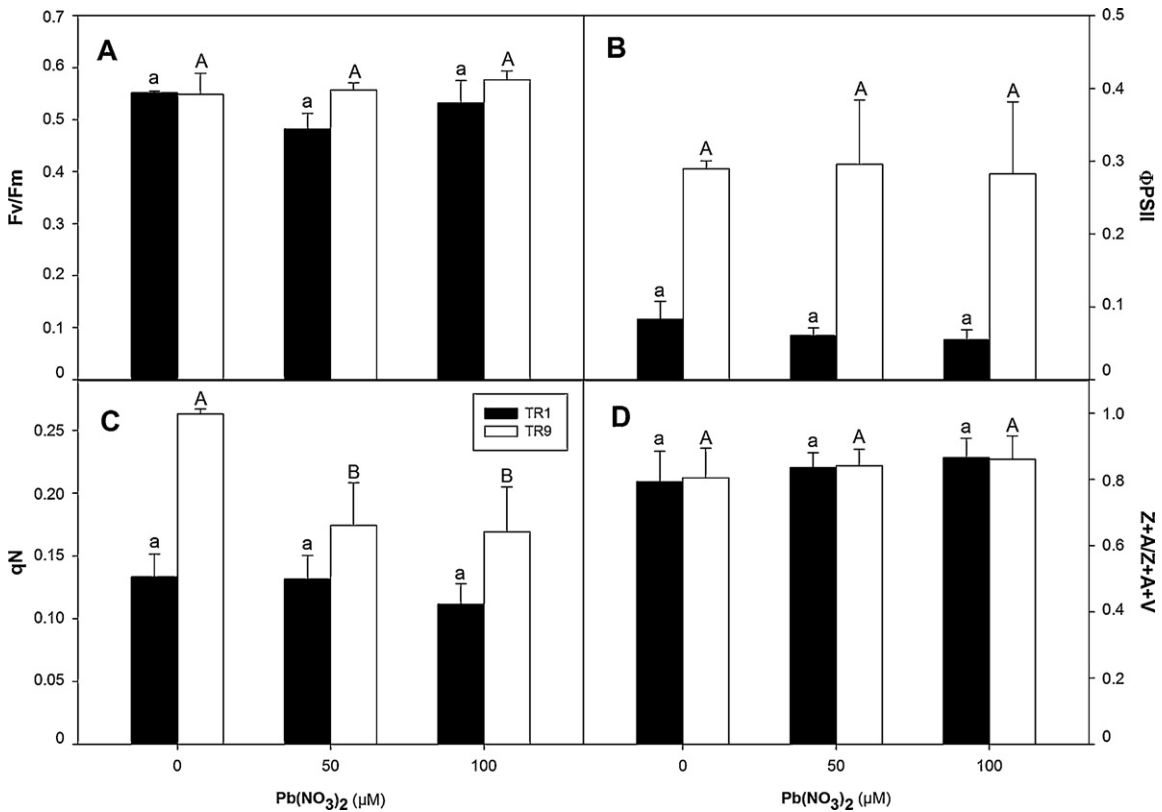 A
Fv/Fm
0.7
0.6
0.5
0.4
0.3
0.2
0.1
0
a A
a A
a A
B
ΦPSII
0.5
0.4
0.3
0.2
0.1
0
a A
a A
a A
C
qN
0.25
0.20
0.15
0.10
0.05
0
a A
a B
a B
TR1
TR9
0 50 100
Pb(NO3)2 (µM)
D
Z+A/Z+A+V
1.0
0.8
0.6
0.4
0.2
0
a A
a A
a A
0 50 100
Pb(NO3)2 (µM)